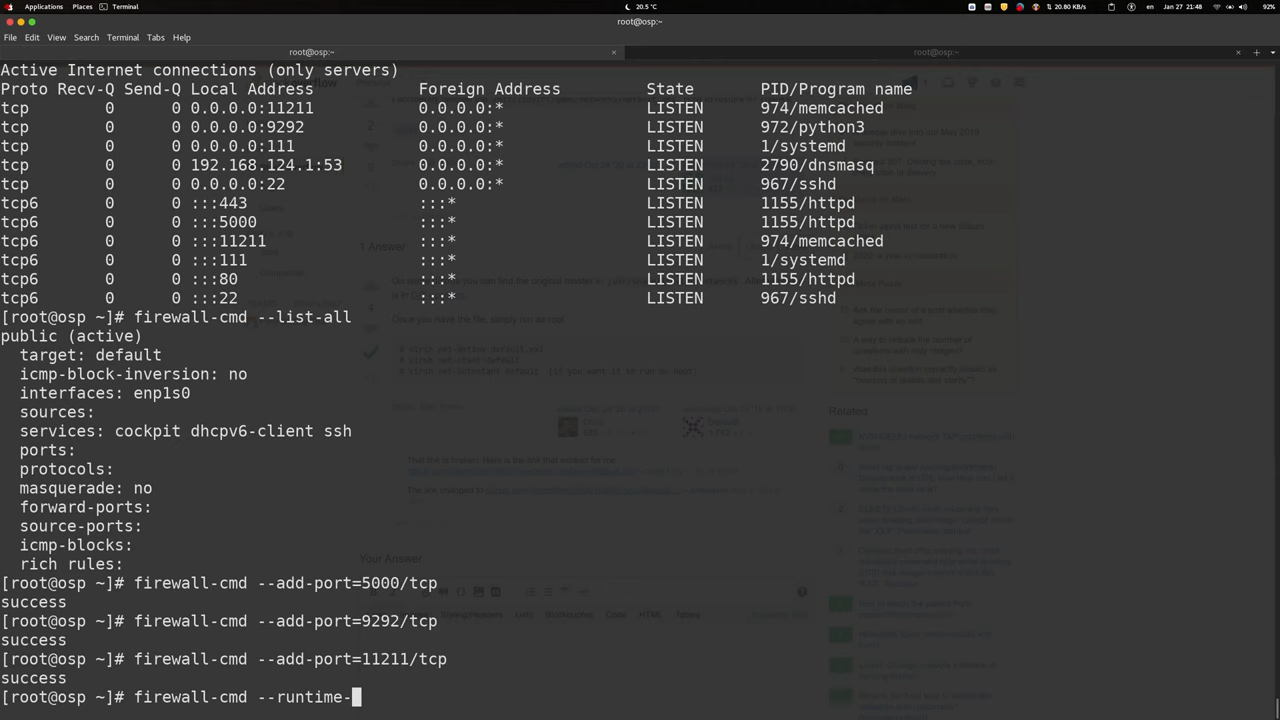 Applications Places Terminal 20.5 °C 20.80 KB/s en Jan 27 21:48 92%
root@osp:~
File Edit View Search Terminal Tabs Help
root@osp:~ root@osp:~
Active Internet connections (only servers)
Proto Recv-Q Send-Q Local Address Foreign Address State PID/Program name
tcp 0 0 0.0.0.0:11211 0.0.0.0:* LISTEN 974/memcached
tcp 0 0 0.0.0.0:9292 0.0.0.0:* LISTEN 972/python3
tcp 0 0 0.0.0.0:111 0.0.0.0:* LISTEN 1/systemd
tcp 0 0 192.168.124.1:53 0.0.0.0:* LISTEN 2790/dnsmasq
tcp 0 0 0.0.0.0:22 0.0.0.0:* LISTEN 967/sshd
tcp6 0 0 :::443 :::* LISTEN 1155/httpd
tcp6 0 0 :::5000 :::* LISTEN 1155/httpd
tcp6 0 0 :::11211 :::* LISTEN 974/memcached
tcp6 0 0 :::111 :::* LISTEN 1/systemd
tcp6 0 0 :::80 :::* LISTEN 1155/httpd
tcp6 0 0 :::22 :::* LISTEN 967/sshd
[root@osp ~]# firewall-cmd --list-all
public (active)
target: default
icmp-block-inversion: no
interfaces: enp1s0
sources:
services: cockpit dhcpv6-client ssh
ports:
protocols:
masquerade: no
forward-ports:
source-ports:
icmp-blocks:
rich rules:
[root@osp ~]# firewall-cmd --add-port=5000/tcp
success
[root@osp ~]# firewall-cmd --add-port=9292/tcp
success
[root@osp ~]# firewall-cmd --add-port=11211/tcp
success
[root@osp ~]# firewall-cmd --runtime-
1 Answer
Your Answer
Related